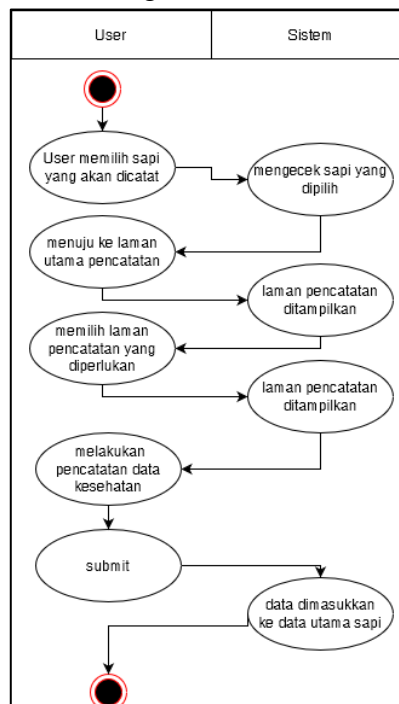 User
Sistem
User memilih sapi
yang akan dicatat
mengecek sapi yang
dipilih
menuju ke laman
utama pencatatan
laman pencatatan
ditampilkan
memilih laman
pencatatan yang
diperlukan
laman pencatatan
ditampilkan
melakukan
pencatatan data
kesehatan
submit
data dimasukkan
ke data utama sapi